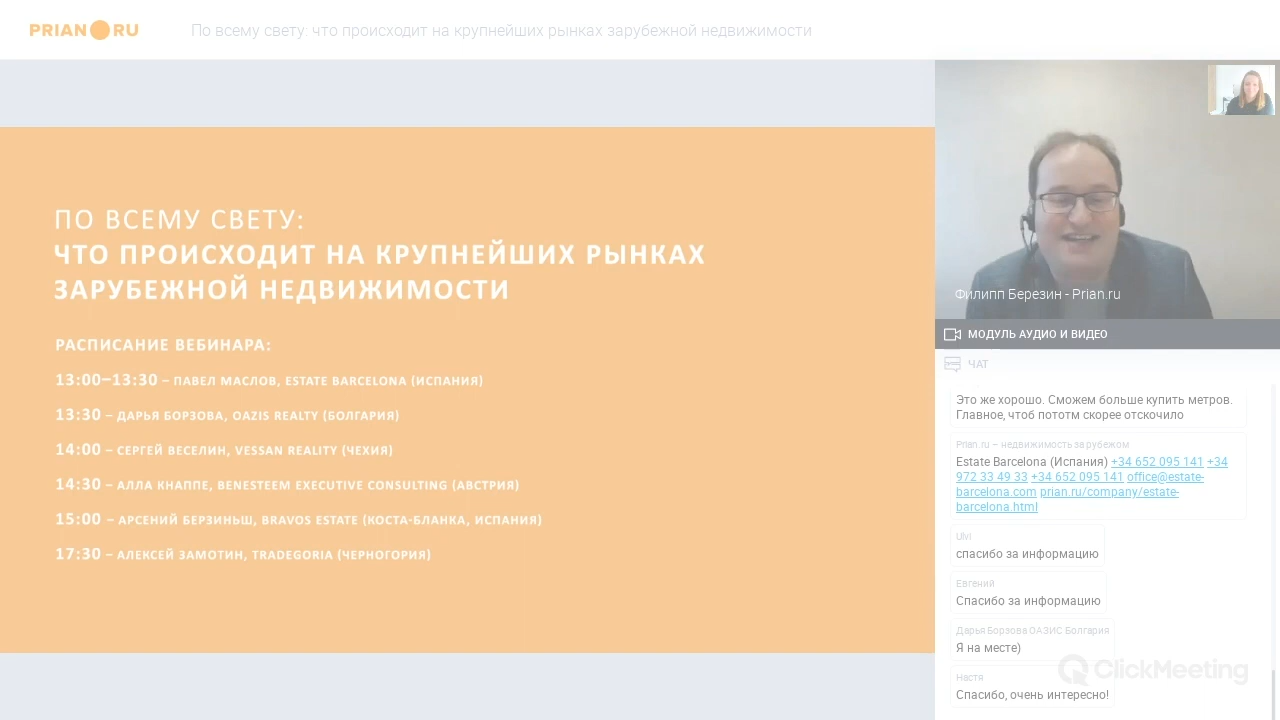 PRIAN RU
По всему свету: что происходит на крупнейших рынках зарубежной недвижимости
ПО ВСЕМУ СВЕТУ:
ЧТО ПРОИСХОДИТ НА КРУПНЕЙШИХ РЫНКАХ
ЗАРУБЕЖНОЙ НЕДВИЖИМОСТИ
РАСПИСАНИЕ ВЕБИНАРА:
13:00–13:30 – ПАВЕЛ МАСЛОВ, ESTATE BARCELONA (ИСПАНИЯ)
13:30 – ДАРЬЯ БОРЗОВА, OAZIS REALTY (БОЛГАРИЯ)
14:00 – СЕРГЕЙ ВЕСЕЛИН, VESSAN REALITY (ЧЕХИЯ)
14:30 – АЛЛА КНАППЕ, BENESTEEM EXECUTIVE CONSULTING (АВСТРИЯ)
15:00 – АРСЕНИЙ БЕРЗИНЬШ, BRAVOS ESTATE (КОСТА-БЛАНКА, ИСПАНИЯ)
17:30 – АЛЕКСЕЙ ЗАМОТИН, TRADEGORIA (ЧЕРНОГОРИЯ)
Филипп Березин - Prian.ru
МОДУЛЬ АУДИО И ВИДЕО
ЧАТ
Это же хорошо. Сможем больше купить метров.
Главное, чтоб пототм скорее отскочило
Prian.ru – недвижимость за рубежом
Estate Barcelona (Испания) +34 652 095 141 +34
972 33 49 33 +34 652 095 141 office@estate-
barcelona.com prian.ru/company/estate-
barcelona.html
Ulvi
спасибо за информацию
Евгений
Спасибо за информацию
Дарья Борзова ОАЗИС Болгария
Я на месте)
Настя
Спасибо, очень интересно!
ClickMeeting